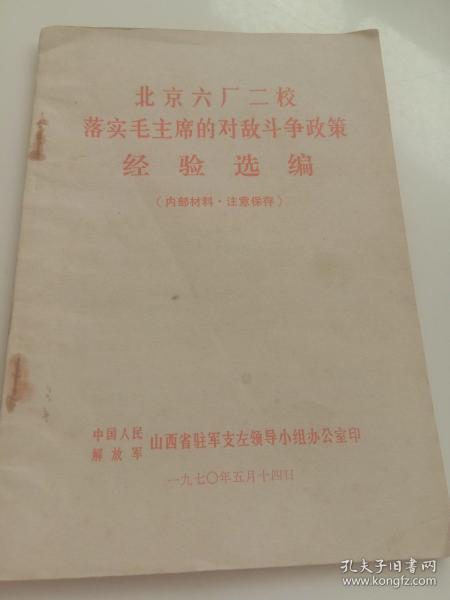 北京六厂二校
落实毛主席的对敌斗争政策
经验选编
(内部材料·注意保存)
中国人民
解放军
山西省驻军支左领导小组办公室印
一九七〇年五月十四日
孔夫子旧书网
www.kongfz.com